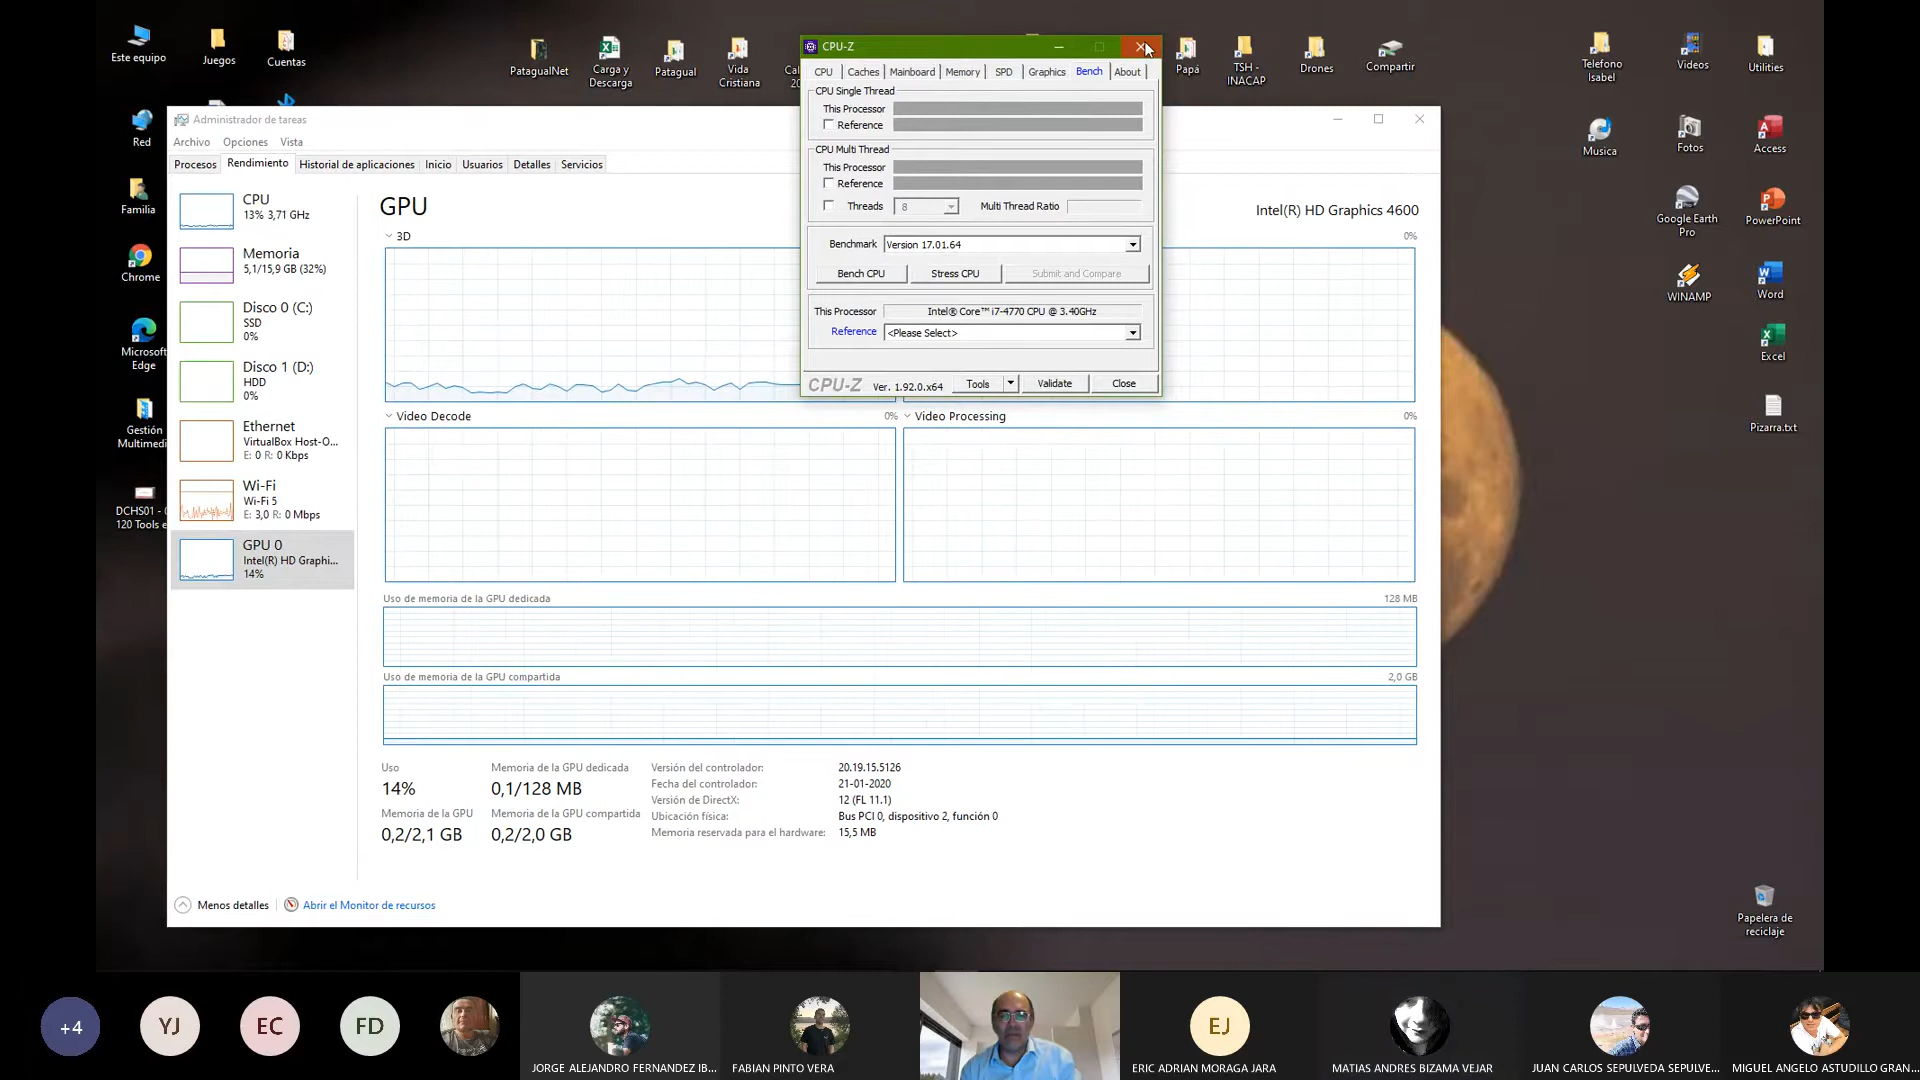 Este equipo
Juegos
Cuentas
PatagualNet
Carga y
Descarga
Patagual
Vida
Cristiana
Papá
TSH -
INACAP
Drones
Compartir
Telefono
Isabel
Videos
Utilities
Red
Familia
Chrome
Microsoft
Edge
Gestión
Multimedi
DCHS01 -
120 Tools e
Musica
Fotos
Access
Google Earth
Pro
PowerPoint
WINAMP
Word
Excel
Pizarra.txt
Papelera de
reciclaje
CPU-Z
CPU Caches Mainboard Memory SPD Graphics Bench About
CPU Single Thread
This Processor
Reference
CPU Multi Thread
This Processor
Reference
Threads 8 Multi Thread Ratio
Benchmark Version 17.01.64
Bench CPU Stress CPU Submit and Compare
This Processor Intel® Core™ i7-4770 CPU @ 3.40GHz
Reference <Please Select>
CPU-Z Ver. 1.92.0.x64 Tools Validate Close
Administrador de tareas
Archivo Opciones Vista
Procesos Rendimiento Historial de aplicaciones Inicio Usuarios Detalles Servicios
CPU
13% 3,71 GHz
Memoria
5,1/15,9 GB (32%)
Disco 0 (C:)
SSD
0%
Disco 1 (D:)
HDD
0%
Ethernet
VirtualBox Host-O...
E: 0 R: 0 Kbps
Wi-Fi
Wi-Fi 5
E: 3,0 R: 0 Mbps
GPU 0
Intel(R) HD Graphi...
14%
GPU
Intel(R) HD Graphics 4600
3D
0%
Video Decode 0%
Video Processing 0%
Uso de memoria de la GPU dedicada 128 MB
Uso de memoria de la GPU compartida 2,0 GB
Uso
14%
Memoria de la GPU dedicada
0,1/128 MB
Memoria de la GPU
0,2/2,1 GB
Memoria de la GPU compartida
0,2/2,0 GB
Versión del controlador: 20.19.15.5126
Fecha del controlador: 21-01-2020
Versión de DirectX: 12 (FL 11.1)
Ubicación física: Bus PCI 0, dispositivo 2, función 0
Memoria reservada para el hardware: 15,5 MB
Menos detalles
Abrir el Monitor de recursos
+4
YJ
EC
FD
EJ
JORGE ALEJANDRO FERNANDEZ IB...
FABIAN PINTO VERA
ERIC ADRIAN MORAGA JARA
MATIAS ANDRES BIZAMA VEJAR
JUAN CARLOS SEPULVEDA SEPULVE...
MIGUEL ANGELO ASTUDILLO GRAN...